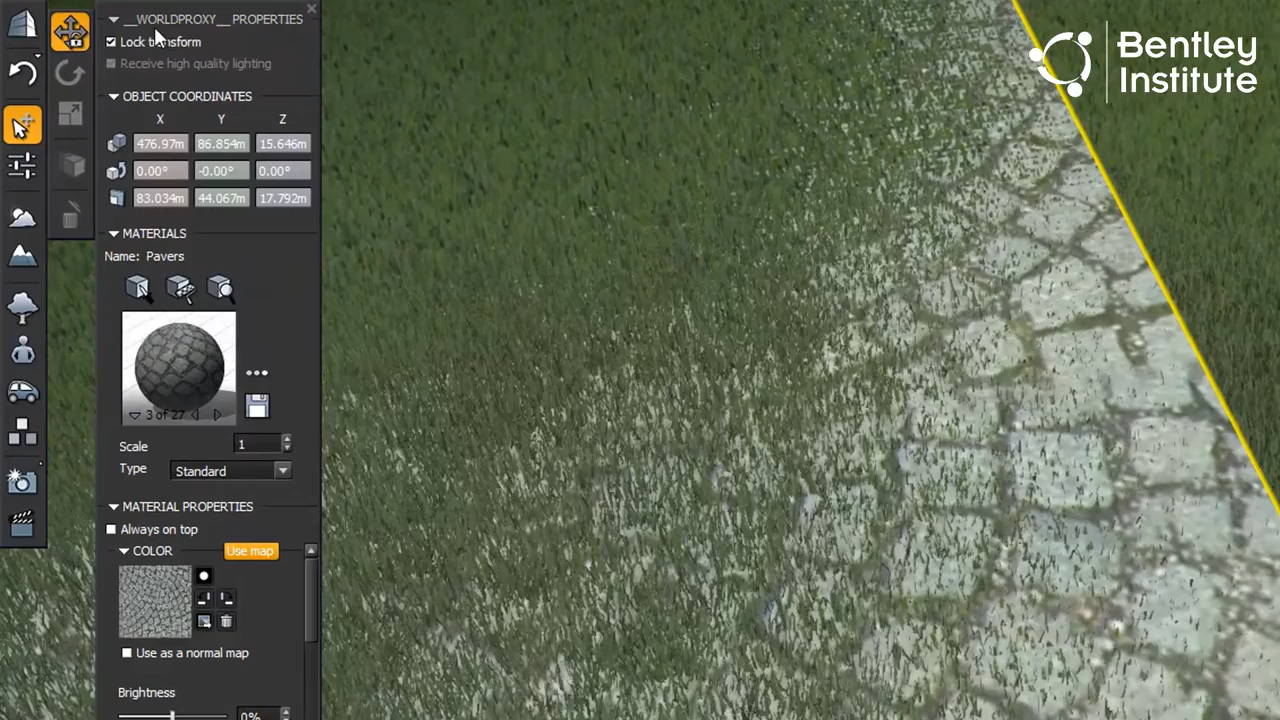 __WORLDPROXY__ PROPERTIES
Lock transform
Receive high quality lighting
OBJECT COORDINATES
X Y Z
476.97m 86.854m 15.646m
0.00° -0.00° 0.00°
83.034m 44.067m 17.792m
MATERIALS
Name: Pavers
3 of 27
Scale 1
Type Standard
MATERIAL PROPERTIES
Always on top
COLOR Use map
Use as a normal map
Brightness
0%
Bentley
Institute